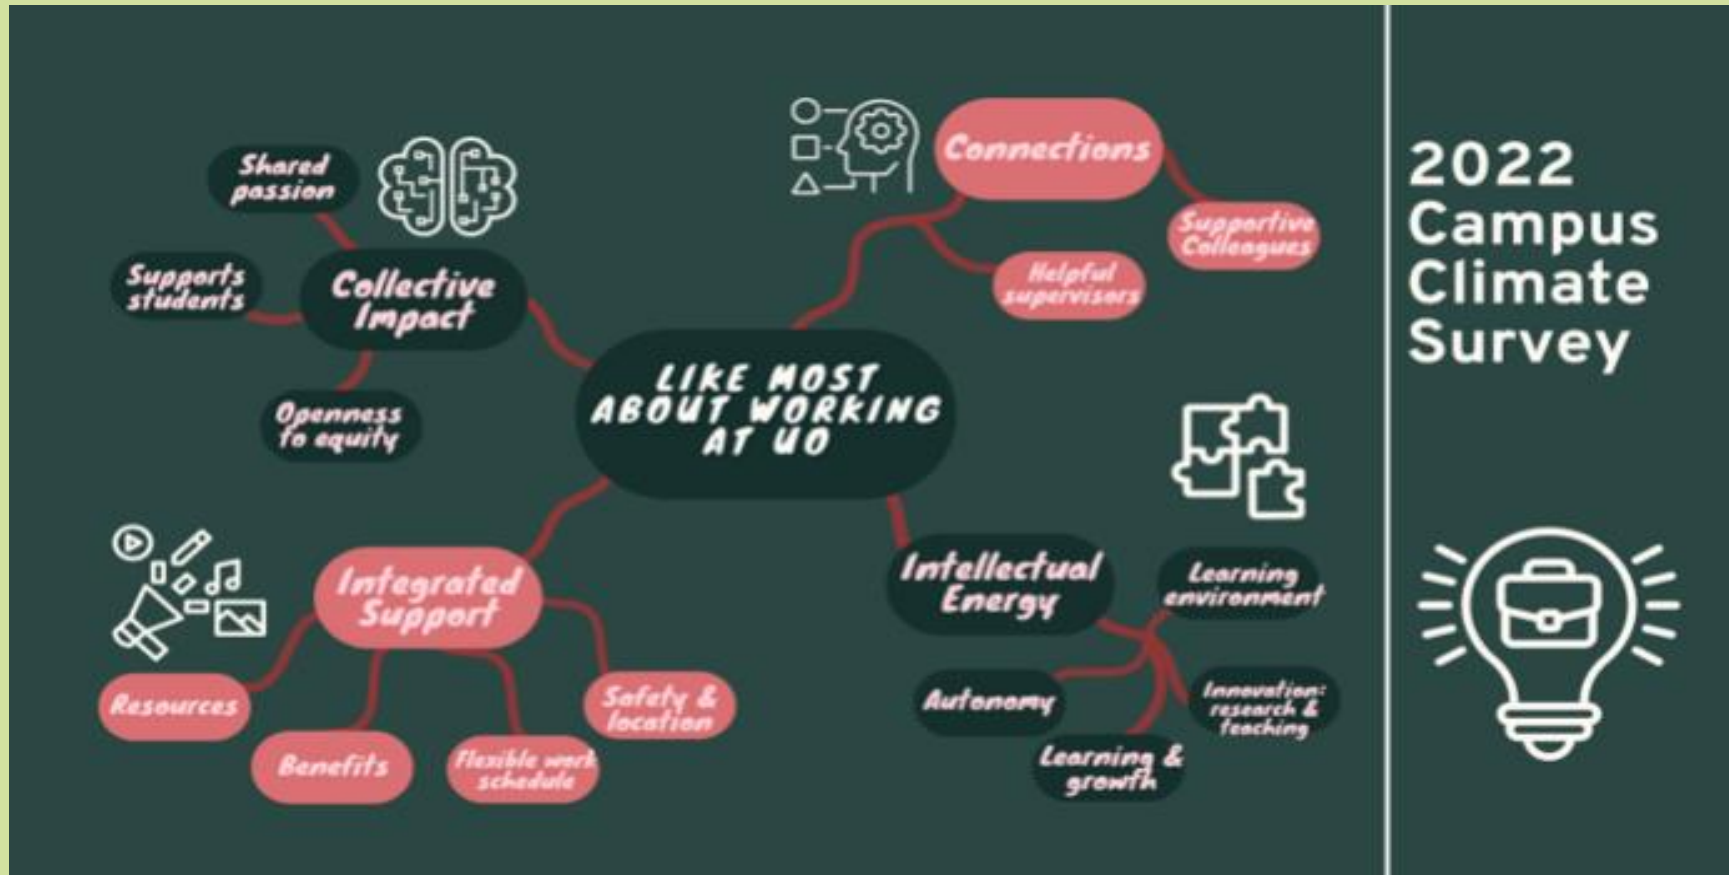 Shared
passion
Supports
students
Collective
Impact
Openness
to equity
Connections
Supportive
Colleagues
Helpful
supervisors
LIKE MOST
ABOUT WORKING
AT UO
Integrated
Support
Resources
Benefits
Flexible work
schedule
Safety &
location
Intellectual
Energy
Learning
environment
Autonomy
Innovation:
research &
teaching
Learning &
growth
2022
Campus
Climate
Survey